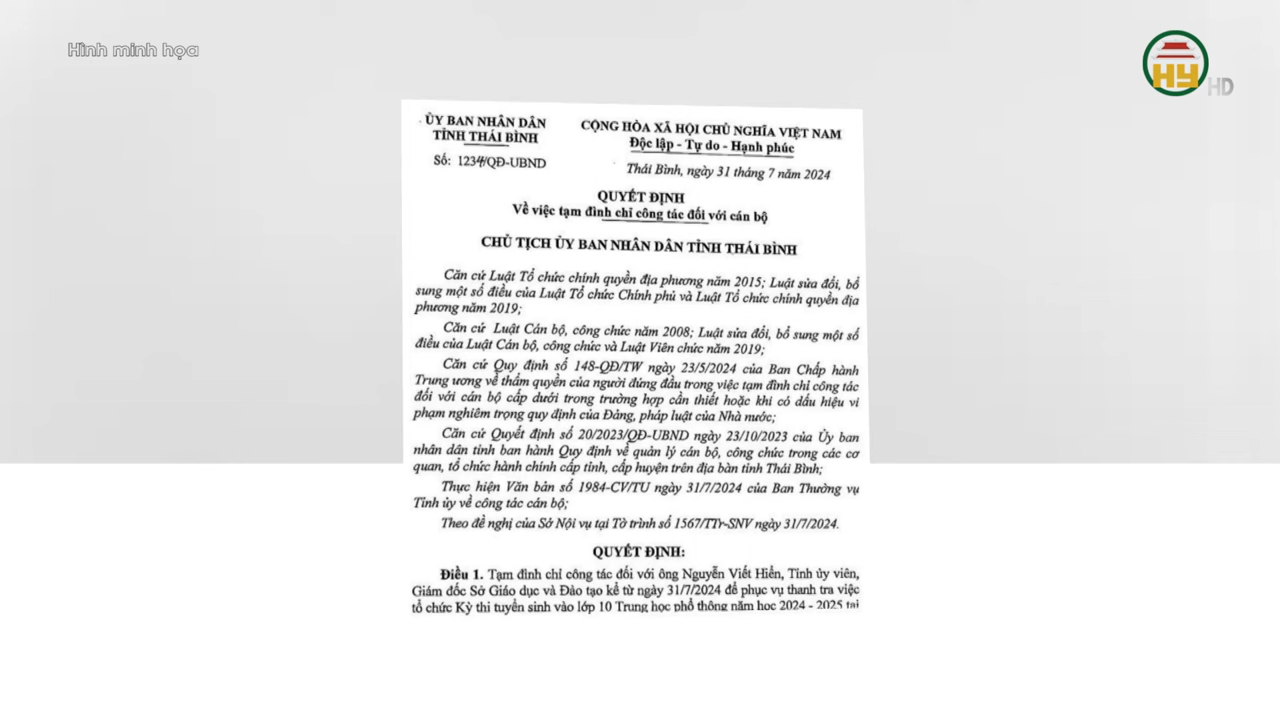 Hình minh họa
HY HD
ỦY BAN NHÂN DÂN
TỈNH THÁI BÌNH
Số: 1234/QĐ-UBND
CỘNG HÒA XÃ HỘI CHỦ NGHĨA VIỆT NAM
Độc lập - Tự do - Hạnh phúc
Thái Bình, ngày 31 tháng 7 năm 2024
QUYẾT ĐỊNH
Về việc tạm đình chỉ công tác đối với cán bộ
CHỦ TỊCH ỦY BAN NHÂN DÂN TỈNH THÁI BÌNH
Căn cứ Luật Tổ chức chính quyền địa phương năm 2015; Luật sửa đổi, bổ
sung một số điều của Luật Tổ chức Chính phủ và Luật Tổ chức chính quyền địa
phương năm 2019;
Căn cứ Luật Cán bộ, công chức năm 2008; Luật sửa đổi, bổ sung một số
điều của Luật Cán bộ, công chức và Luật Viên chức năm 2019;
Căn cứ Quy định số 148-QĐ/TW ngày 23/5/2024 của Ban Chấp hành
Trung ương về thẩm quyền của người đứng đầu trong việc tạm đình chỉ công tác
đối với cán bộ cấp dưới trong trường hợp cần thiết hoặc khi có dấu hiệu vi
phạm nghiêm trọng quy định của Đảng, pháp luật của Nhà nước;
Căn cứ Quyết định số 20/2023/QĐ-UBND ngày 23/10/2023 của Ủy ban
nhân dân tỉnh ban hành Quy định về quản lý cán bộ, công chức trong các cơ
quan, tổ chức hành chính cấp tỉnh, cấp huyện trên địa bàn tỉnh Thái Bình;
Thực hiện Văn bản số 1984-CV/TU ngày 31/7/2024 của Ban Thường vụ
Tỉnh ủy về công tác cán bộ;
Theo đề nghị của Sở Nội vụ tại Tờ trình số 1567/TTr-SNV ngày 31/7/2024.
QUYẾT ĐỊNH:
Điều 1. Tạm đình chỉ công tác đối với ông Nguyễn Viết Hiển, Tỉnh ủy viên,
Giám đốc Sở Giáo dục và Đào tạo kể từ ngày 31/7/2024 để phục vụ thanh tra việc
tổ chức Kỳ thi tuyển sinh vào lớp 10 Trung học phổ thông năm học 2024 - 2025 tại